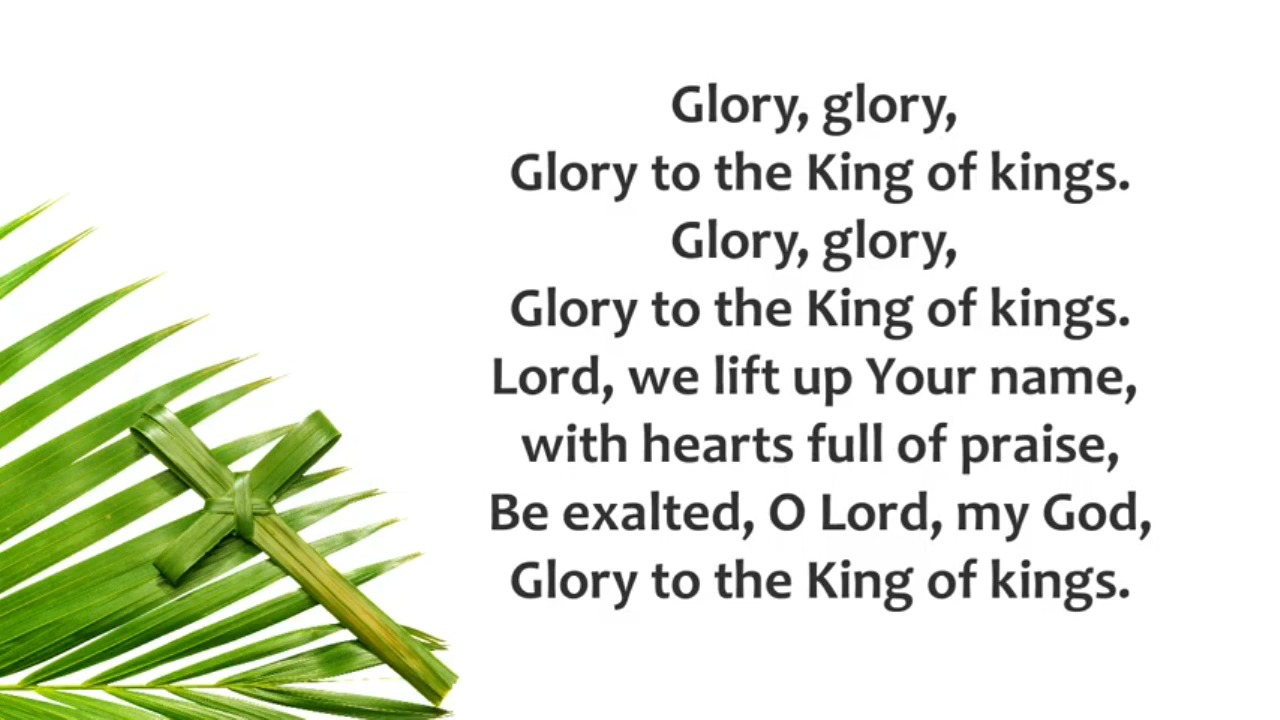 Glory, glory,
Glory to the King of kings.
Glory, glory,
Glory to the King of kings.
Lord, we lift up Your name,
with hearts full of praise,
Be exalted, O Lord, my God,
Glory to the King of kings.